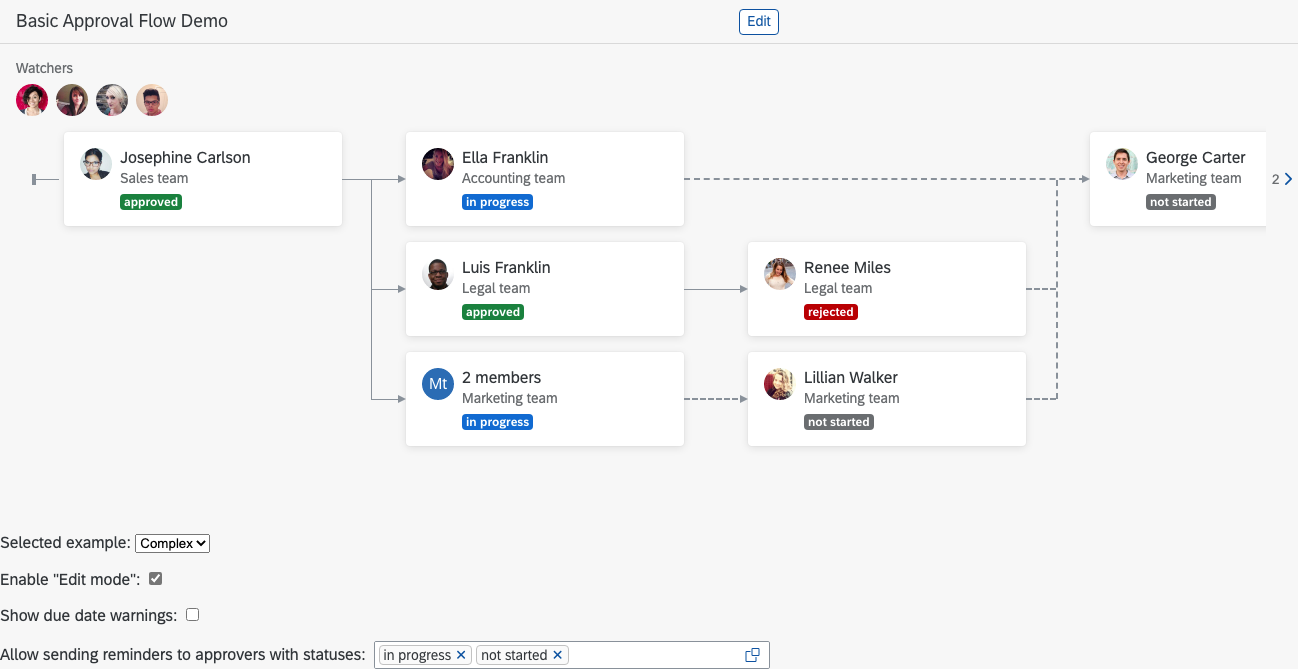 Basic Approval Flow Demo
Edit
Watchers
Josephine Carlson
Sales team
approved
Ella Franklin
Accounting team
in progress
George Carter
Marketing team
not started
2
Luis Franklin
Legal team
approved
Renee Miles
Legal team
rejected
Mt
2 members
Marketing team
in progress
Lillian Walker
Marketing team
not started
Selected example: Complex
Enable "Edit mode":
Show due date warnings:
Allow sending reminders to approvers with statuses: in progress not started